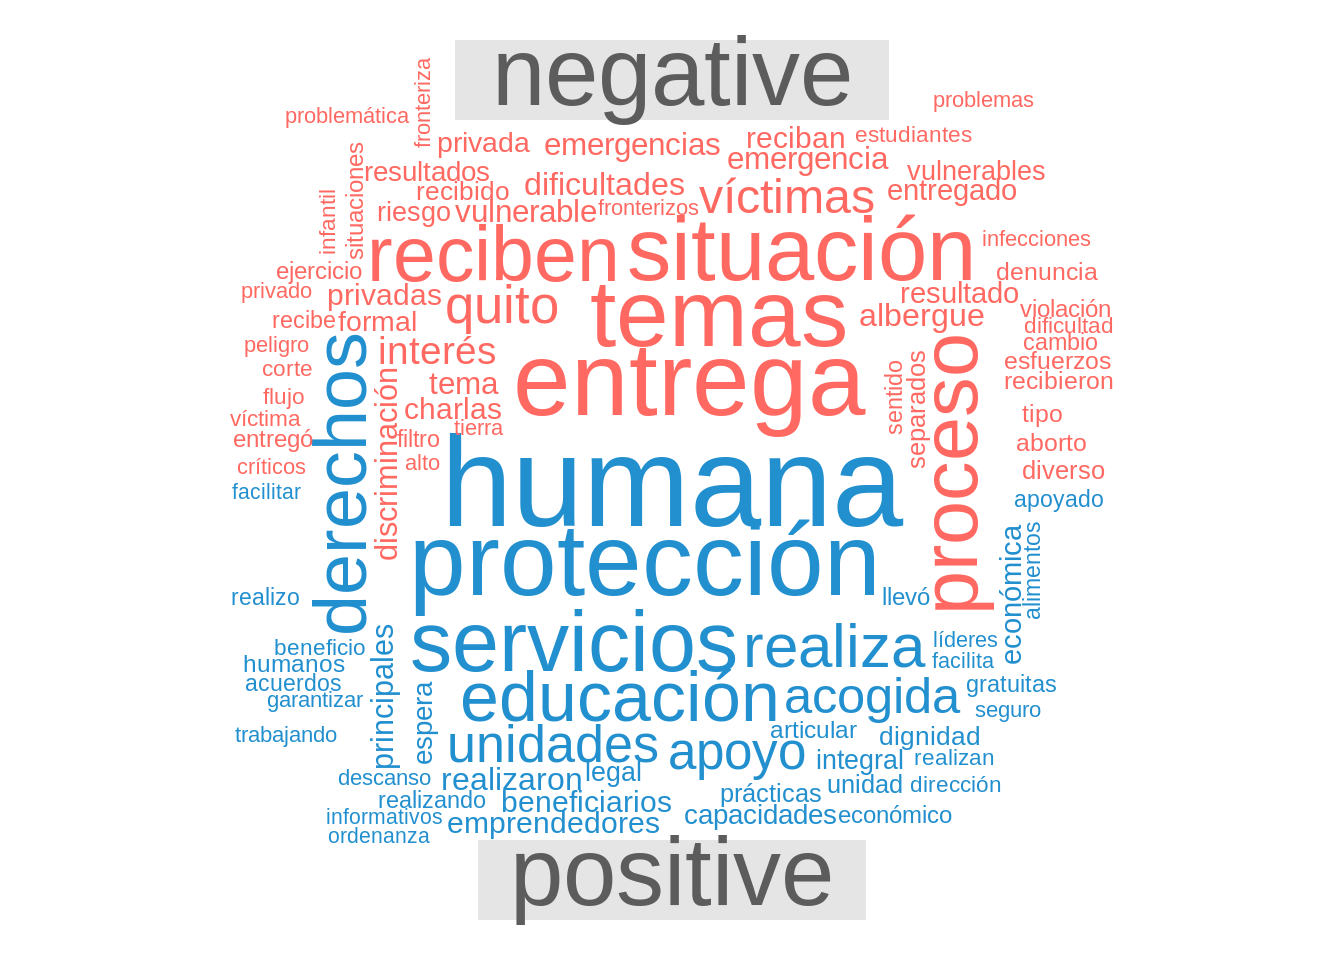 negative
problemas
problemática
fronteriza
privada
emergencias
reciban
estudiantes
emergencia
situaciones
resultados
vulnerables
recibido
dificultades
víctimas
entregado
infantil
riesgo
vulnerable
fronterizos
reciben
situación
infecciones
ejercicio
denuncia
privado
privadas
quito
temas
resultado
albergue
violación
recibe
formal
dificultad
cambio
peligro
interés
entrega
esfuerzos
corte
tema
recibieron
flujo
charlas
sentido
separados
proceso
tipo
víctima
tierra
entregó
derechos
discriminación
filtro
aborto
críticos
alto
diverso
humana
facilitar
apoyado
protección
económica
alimentos
realizo
llevó
servicios
realiza
líderes
beneficio
facilita
humanos
principales
acuerdos
espera
educación
acogida
gratuitas
garantizar
seguro
trabajando
unidades
apoyo
articular
dignidad
integral
realizan
descanso
realizaron
legal
unidad
dirección
realizando
beneficiarios
prácticas
informativos
emprendedores
capacidades
económico
ordenanza
positive